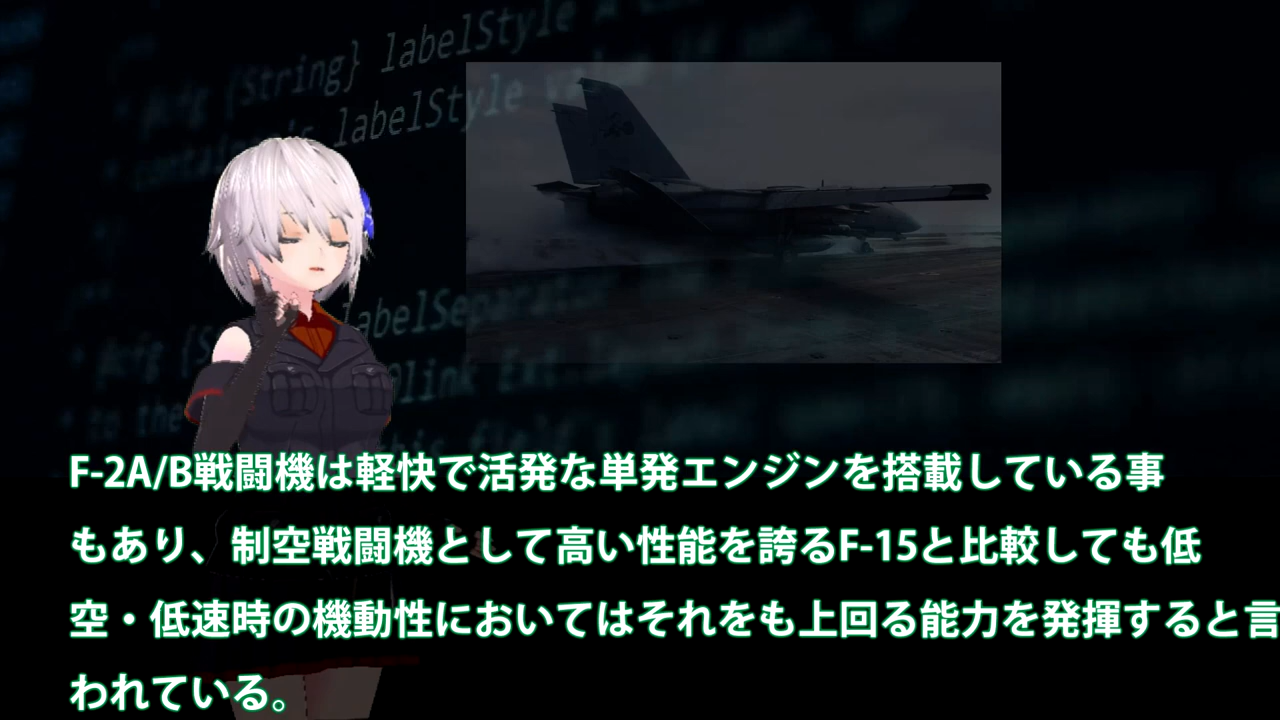 {String} labelStyle
labelStyle
labelSeparator
F-2A/B戦闘機は軽快で活発な単発エンジンを搭載している事
もあり、制空戦闘機として高い性能を誇るF-15と比較しても低
空・低速時の機動性においてはそれをも上回る能力を発揮すると言
われている。